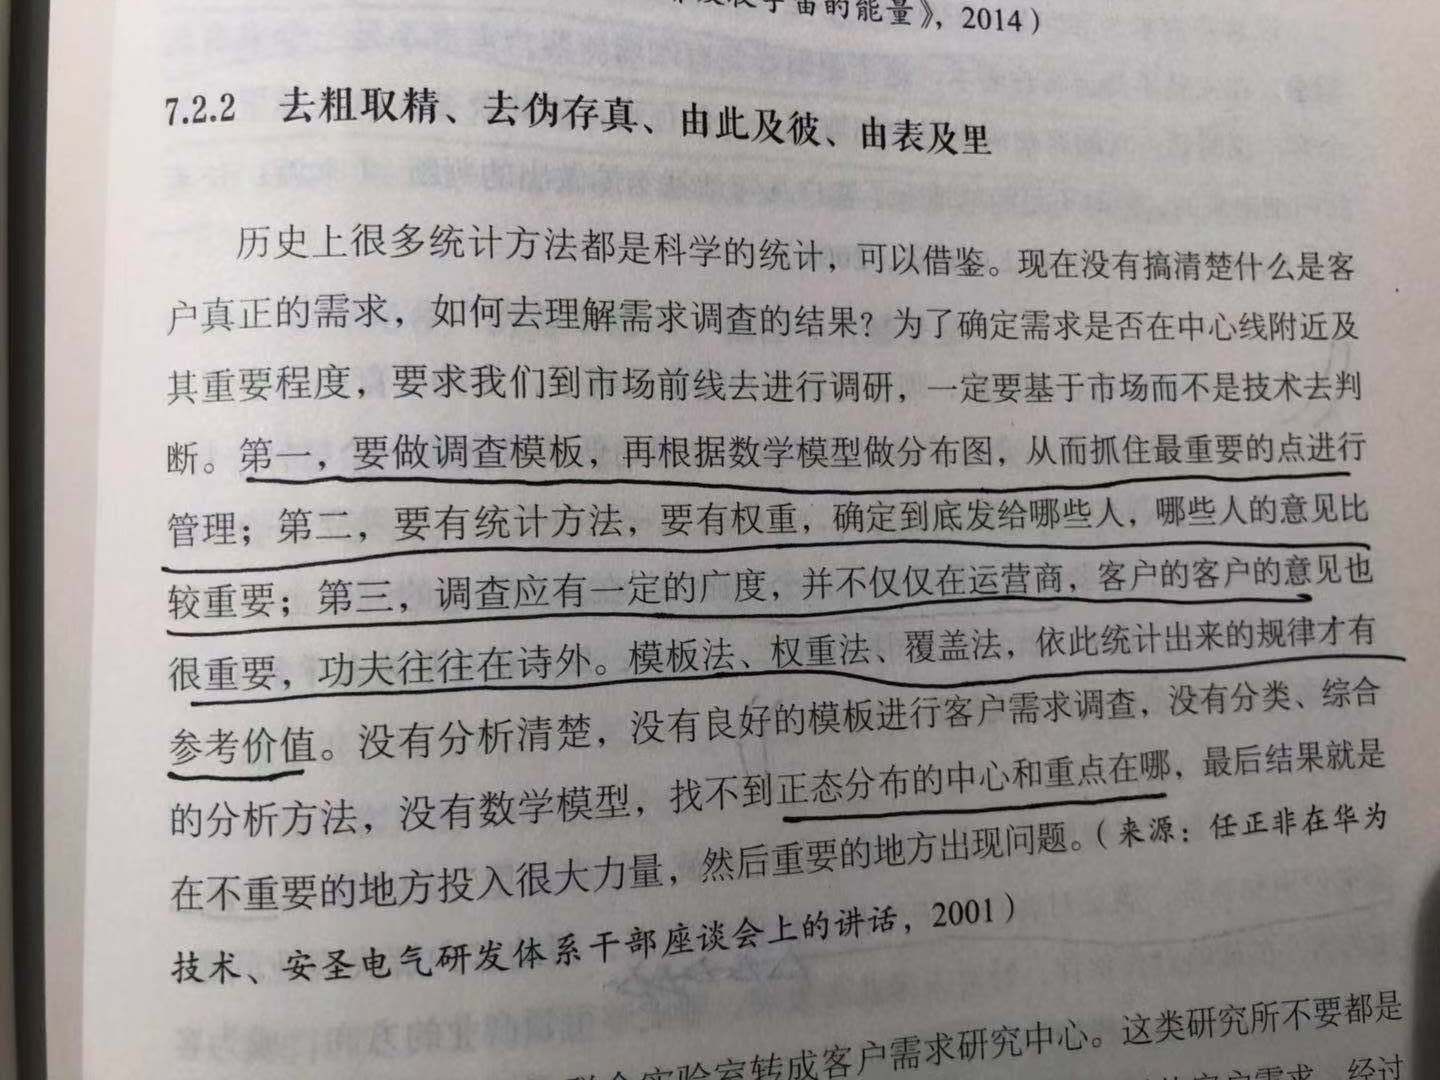 宇宙的能量》，2014）
7.2.2 去粗取精、去伪存真、由此及彼、由表及里
历史上很多统计方法都是科学的统计，可以借鉴。现在没有搞清楚什么是客
户真正的需求，如何去理解需求调查的结果？为了确定需求是否在中心线附近及
其重要程度，要求我们到市场前线去进行调研，一定要基于市场而不是技术去判
断。第一，要做调查模板，再根据数学模型做分布图，从而抓住最重要的点进行
管理；第二，要有统计方法，要有权重，确定到底发给哪些人，哪些人的意见比
较重要；第三，调查应有一定的广度，并不仅仅在运营商，客户的客户的意见也
很重要，功夫往往在诗外。模板法、权重法、覆盖法，依此统计出来的规律才有
参考价值。没有分析清楚，没有良好的模板进行客户需求调查，没有分类、综合
的分析方法，没有数学模型，找不到正态分布的中心和重点在哪，最后结果就是
在不重要的地方投入很大力量，然后重要的地方出现问题。（来源：任正非在华为
技术、安圣电气研发体系干部座谈会上的讲话，2001）
实验室转成客户需求研究中心。这类研究所不要都是
客户需求，经过